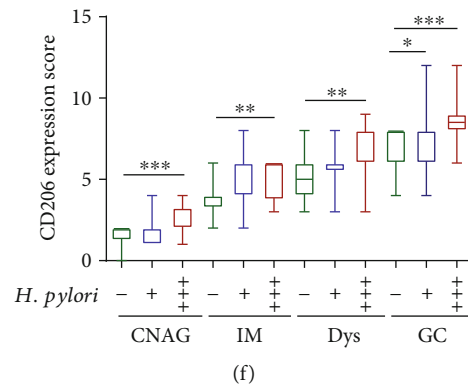 15
10
5
0
CD206 expression score
***
**
**
***
*
H. pylori
− + +++ − + +++ − + +++ − + +++
CNAG IM Dys GC
(f)